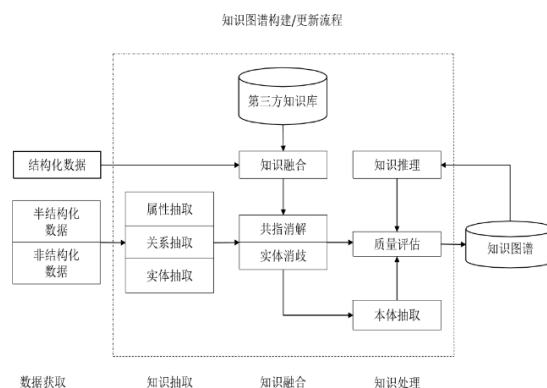 知识图谱构建/更新流程
第三方知识库
结构化数据
知识融合
知识推理
半结构化
数据
非结构化
数据
属性抽取
关系抽取
实体抽取
共指消解
实体消歧
质量评估
知识图谱
本体抽取
数据获取
知识抽取
知识融合
知识处理